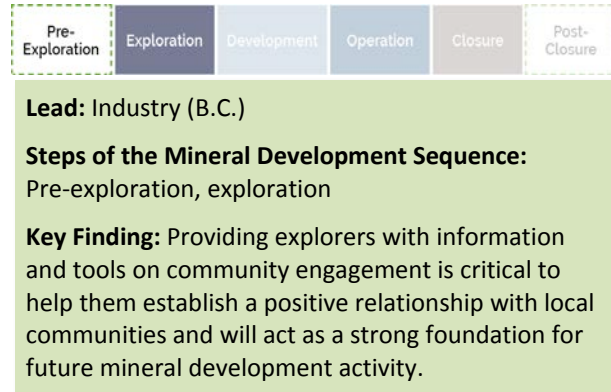 Pre-
Exploration
Exploration
Development
Operation
Closure
Post-
Closure
Lead: Industry (B.C.)
Steps of the Mineral Development Sequence:
Pre-exploration, exploration
Key Finding: Providing explorers with information
and tools on community engagement is critical to
help them establish a positive relationship with local
communities and will act as a strong foundation for
future mineral development activity.